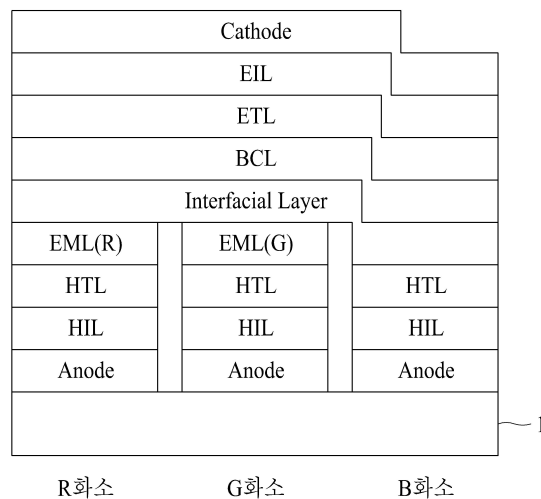 Cathode
EIL
ETL
BCL
Interfacial Layer
EML(R) EML(G)
HTL HTL HTL
HIL HIL HIL
Anode Anode Anode
R화소 G화소 B화소